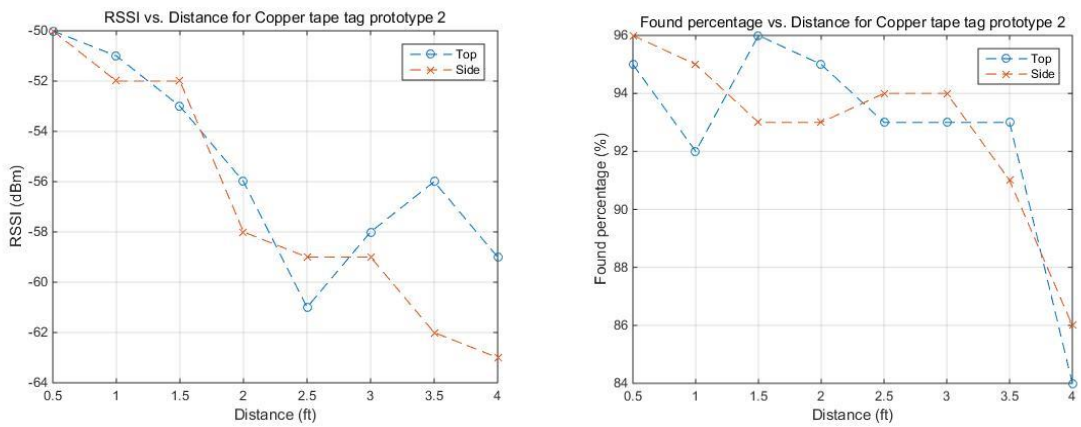 RSSI vs. Distance for Copper tape tag prototype 2
-50
-52
-54
-56
-58
-60
-62
-64
RSSI (dBm)
0.5 1 1.5 2 2.5 3 3.5 4
Distance (ft)
Top
Side
Found percentage vs. Distance for Copper tape tag prototype 2
96
94
92
90
88
86
84
Found percentage (%)
0.5 1 1.5 2 2.5 3 3.5 4
Distance (ft)
Top
Side